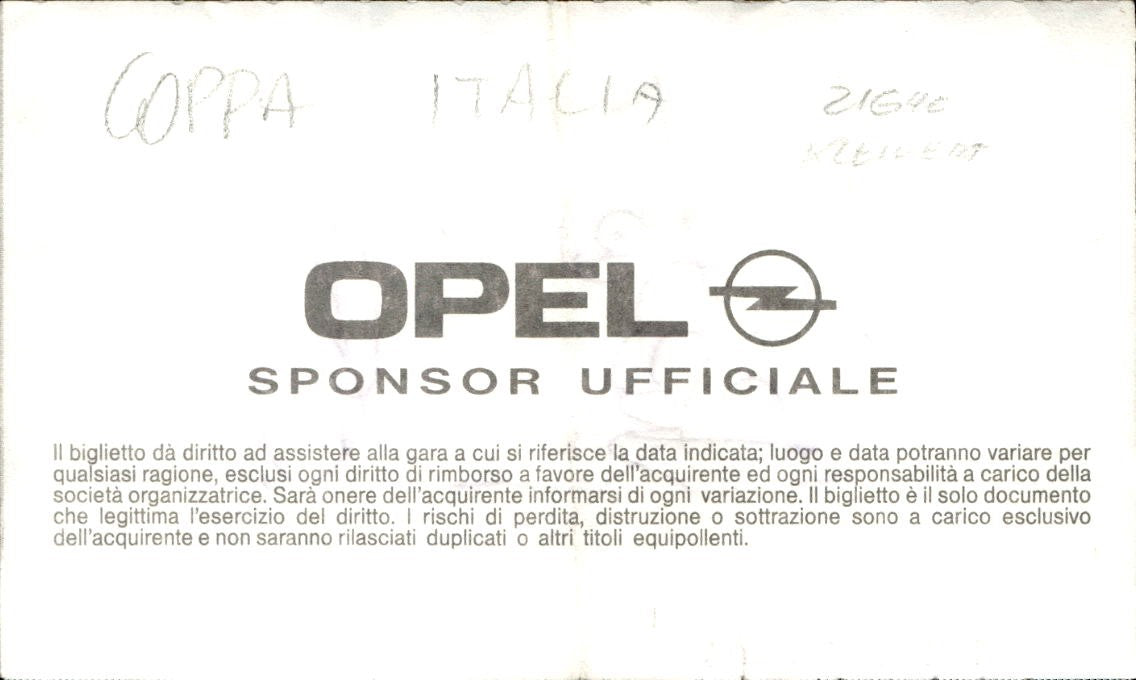 COPPA ITALIA
OPEL
SPONSOR UFFICIALE
Il biglietto dà diritto ad assistere alla gara a cui si riferisce la data indicata; luogo e data potranno variare per
qualsiasi ragione, esclusi ogni diritto di rimborso a favore dell'acquirente ed ogni responsabilità a carico della
società organizzatrice. Sarà onere dell'acquirente informarsi di ogni variazione. Il biglietto è il solo documento
che legittima l'esercizio del diritto. I rischi di perdita, distruzione o sottrazione sono a carico esclusivo
dell'acquirente e non saranno rilasciati duplicati o altri titoli equipollenti.